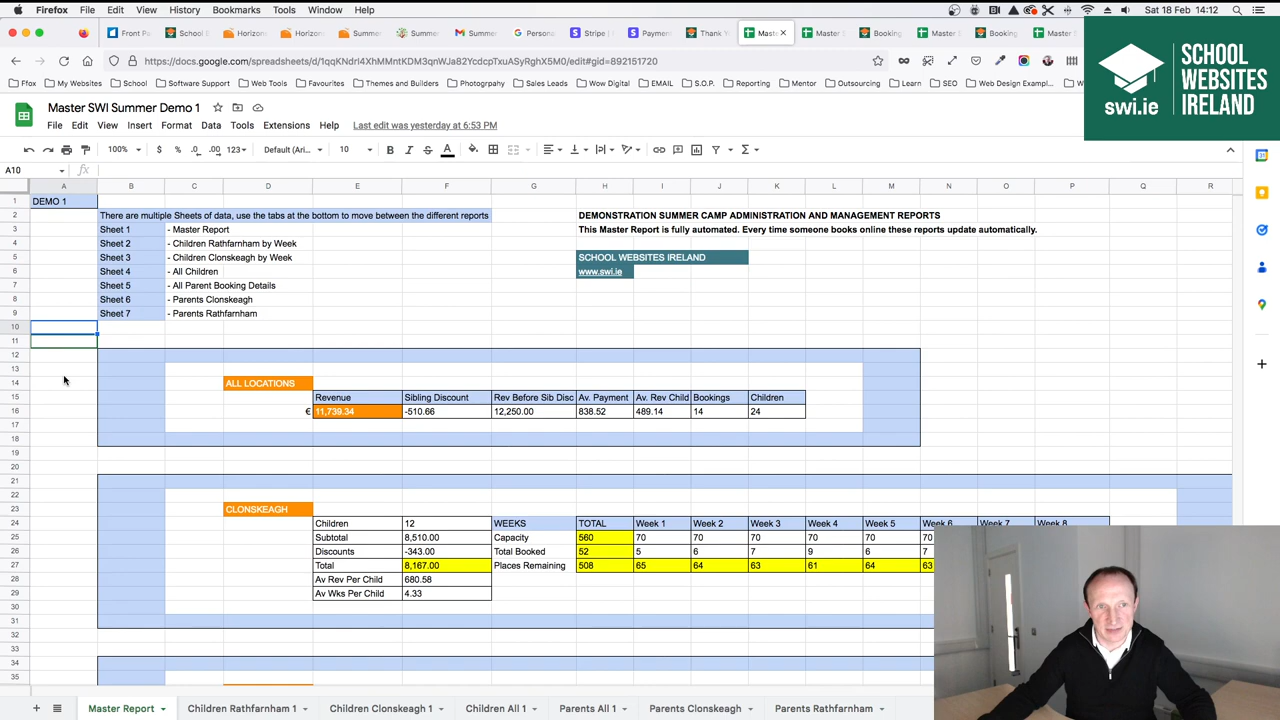 Firefox File Edit View History Bookmarks Tools Window Help
Sat 18 Feb 14:12
Front Pa School Horizon Horizon Summe Summe Summ Persona Stripe Paymen Thank Y Maste Master Booking Master S Booking Master
https://docs.google.com/spreadsheets/d/1qqKNdrI4XhMMntKDM3qnWJa82YcdcpTxuASyRghX5M0/edit#gid=892151720
Ffox My Websites School School Web Tools Favourites Themes and Builders Photogrpahy Sales Leads Wow Digital EMAIL S.O.P. Reporting Mentor Outsourcing Learn SEO Web Design Exampl...
SCHOOL
WEBSITES
IRELAND
swi.ie
Master SWI Summer Demo 1
File Edit View Insert Format Data Tools Extensions Help Last edit was yesterday at 6:53 PM
100% $ % .0 .00 123 Default (Ari... 10 B I S A
A10 fx
A B C D E F G H I J K L M N O P Q R
1 DEMO 1
2 There are multiple Sheets of data, use the tabs at the bottom to move between the different reports DEMONSTRATION SUMMER CAMP ADMINISTRATION AND MANAGEMENT REPORTS
3 Sheet 1 - Master Report This Master Report is fully automated. Every time someone books online these reports update automatically.
4 Sheet 2 - Children Rathfarnham by Week
5 Sheet 3 - Children Clonskeagh by Week SCHOOL WEBSITES IRELAND
6 Sheet 4 - All Children www.swi.ie
7 Sheet 5 - All Parent Booking Details
8 Sheet 6 - Parents Clonskeagh
9 Sheet 7 - Parents Rathfarnham
10
11
12
13
14 ALL LOCATIONS
15 Revenue Sibling Discount Rev Before Sib Disc Av. Payment Av. Rev Child Bookings Children
16 € 11,739.34 -510.66 12,250.00 838.52 489.14 14 24
17
18
19
20
21
22
23 CLONSKEAGH
24 Children 12 WEEKS TOTAL Week 1 Week 2 Week 3 Week 4 Week 5 Week 6 Week 7 Week 8
25 Subtotal 8,510.00 Capacity 560 70 70 70 70 70 70
26 Discounts -343.00 Total Booked 52 5 6 7 9 6 7
27 Total 8,167.00 Places Remaining 508 65 64 63 61 64 63
28 Av Rev Per Child 680.58
29 Av Wks Per Child 4.33
30
31
32
33
34
35
Master Report Children Rathfarnham 1 Children Clonskeagh 1 Children All 1 Parents All 1 Parents Clonskeagh Parents Rathfarnham